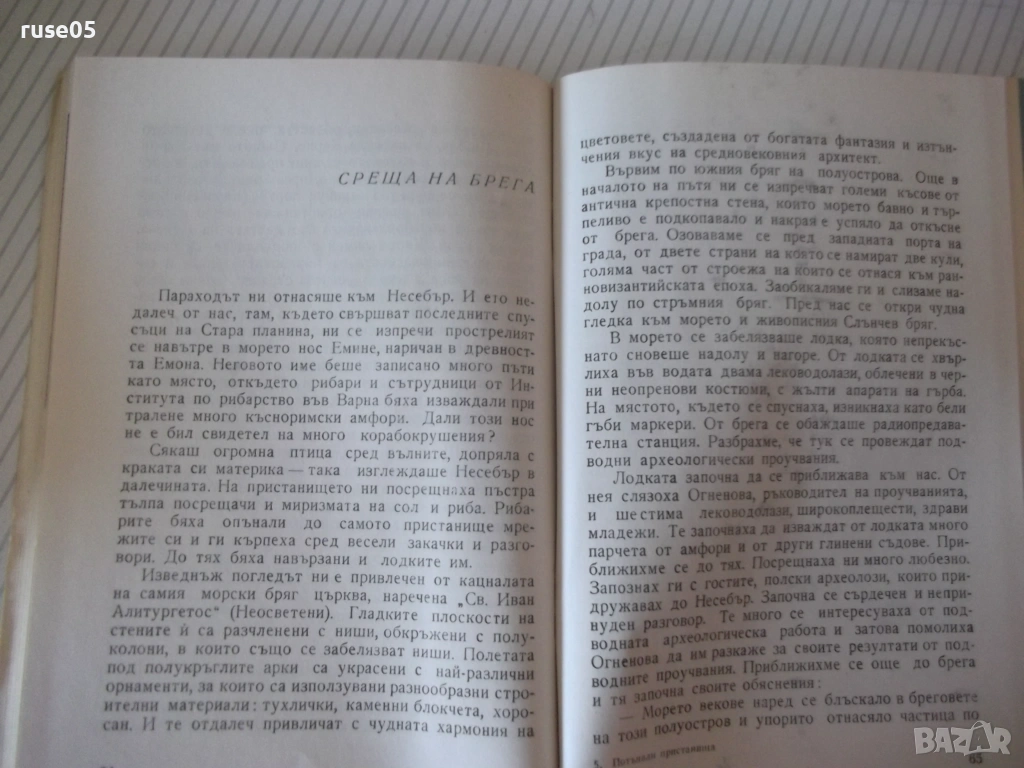 ruse05
СРЕЩА НА БРЕГА
Параходът ни отнасяше към Несебър. И ето не-
далеч от нас, там, където свършват последните спу-
съци на Стара планина, ни се изпречи прострелият
се навътре в морето нос Емине, наричан в древност-
та Емона. Неговото име беше записано много пъти
като място, откъдето рибари и сътрудници от Ин-
ститута по рибарство във Варна бяха изваждали при
тралене много късноримски амфори. Дали този нос
не е бил свидетел на много корабокрушения?
Сякаш огромна птица сред вълните, допряла с
краката си материка — така изглеждаше Несебър в
далечината. На пристанището ни посрещнаха пъстра
тълпа посрещачи и миризмата на сол и риба. Риба-
рите бяха опънали до самото пристанище мре-
жите си и ги кърпеха сред весели закачки и разго-
вори. До тях бяха навързани и лодките им.
Изведнъж погледът ни е привлечен от кацналата
на самия морски бряг църква, наречена „Св. Иван
Алитургетос“ (Неосветени). Гладките плоскости на
стените ѝ са разчленени с ниши, обкръжени с полу-
колони, в които също се забелязват ниши. Полетата
под полукръглите арки са украсени с най-различни
орнаменти, за които са използувани разнообразни стро-
ителни материали: тухлички, каменни блокчета, хоро-
сан. И те отдалеч привличат с чудната хармония на
цветовете, създадена от богатата фантазия и изтън-
чения вкус на средновековния архитект.
Вървим по южния бряг на полуострова. Още в
началото на пътя ни се изпречват големи късове от
антична крепостна стена, които морето бавно и тър-
пеливо е подкопавало и накрая е успяло да откъсне
от брега. Озоваваме се пред западната порта на
града, от двете страни на която се намират две кули,
голяма част от строежа на които се отнася към ран-
новизантийската епоха. Заобикаляме ги и слизаме на-
долу по стръмния бряг. Пред нас се откри чудна
гледка към морето и живописния Слънчев бряг.
В морето се забелязваше лодка, която непрекъс-
нато сновеше надолу и нагоре. От лодката се хвър-
лиха във водата двама леководолази, облечени в чер-
ни неопренови костюми, с жълти апарати на гърба.
На мястото, където се спуснаха, изникнаха като бели
гъби маркери. От брега се обаждаше радиопредава-
телна станция. Разбрахме, че тук се провеждат под-
водни археологически проучвания.
Лодката започна да се приближава към нас. От
нея слязоха Огненова, ръководител на проучванията,
и шестима леководолази, широкоплещести, здрави
младежи. Те започнаха да изваждат от лодката много
парчета от амфори и от други глинени съдове. При-
ближихме се до тях. Посрещнаха ни много любезно.
Запознах ги с гостите, полски археолози, които при-
дружавах до Несебър. Започна се сърдечен и непри-
нуден разговор. Те много се интересуваха от под-
водната археологическа работа и затова помолиха
Огненова да им разкаже за своите резултати от под-
водните проучвания. Приближихме се още до брега
и тя започна своите обяснения:
— Морето векове наред се блъскало в бреговете
на този полуостров и упорито отнасяло частица по
5. Потънали пристанища
65
BAZAR